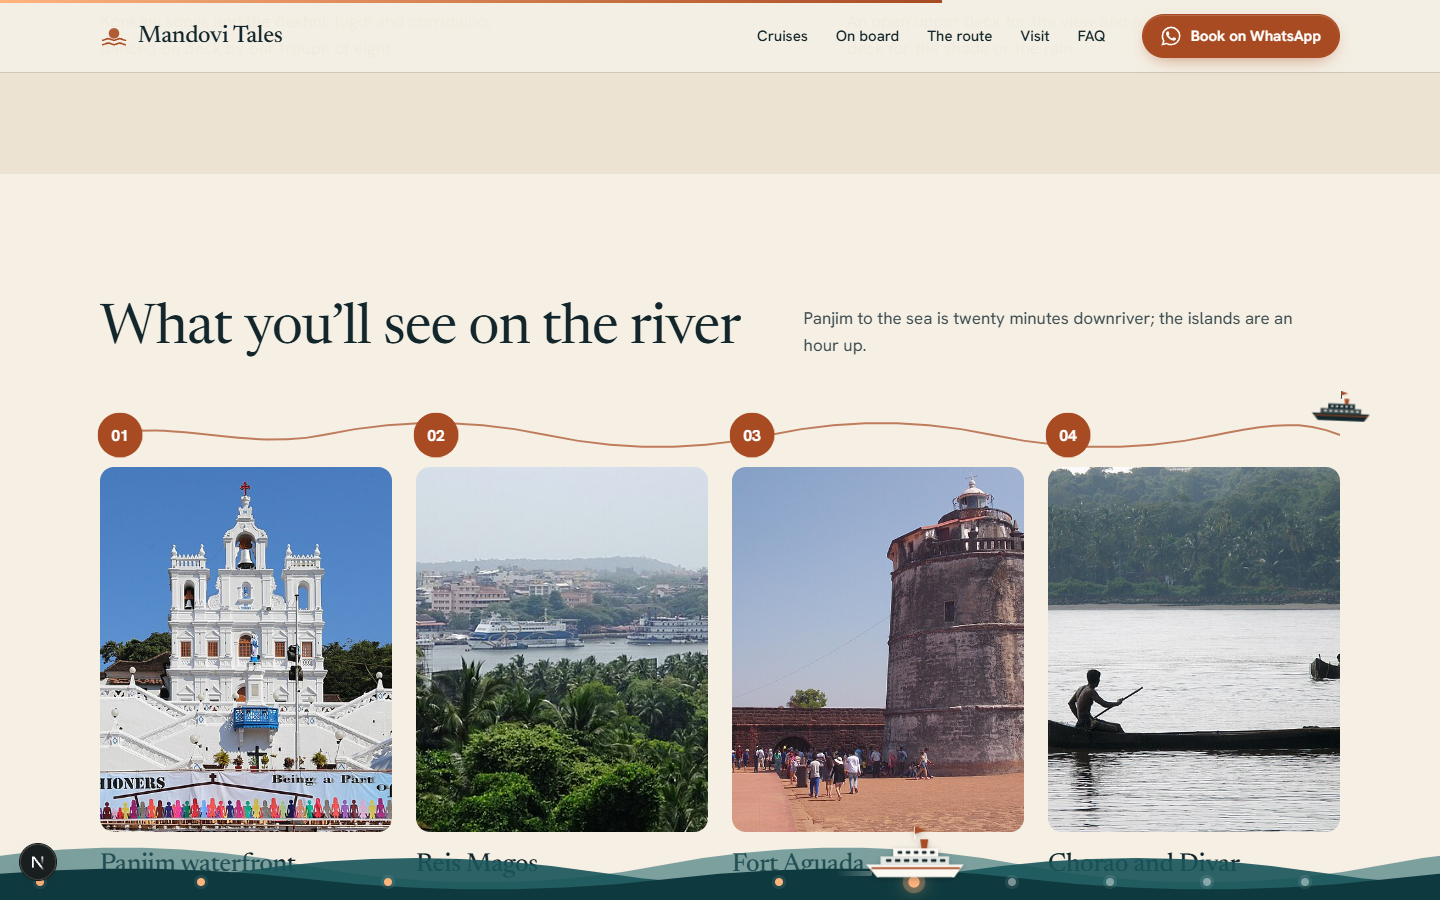 Mandovi Tales
Cruises
On board
The route
Visit
FAQ
Book on WhatsApp
What you’ll see on the river
Panjim to the sea is twenty minutes downriver; the islands are an
hour up.
01
02
03
04
IONERS
Being a Part
Panjim waterfront
Reis Magos
Fort Aguada
Chorao and Divar
N